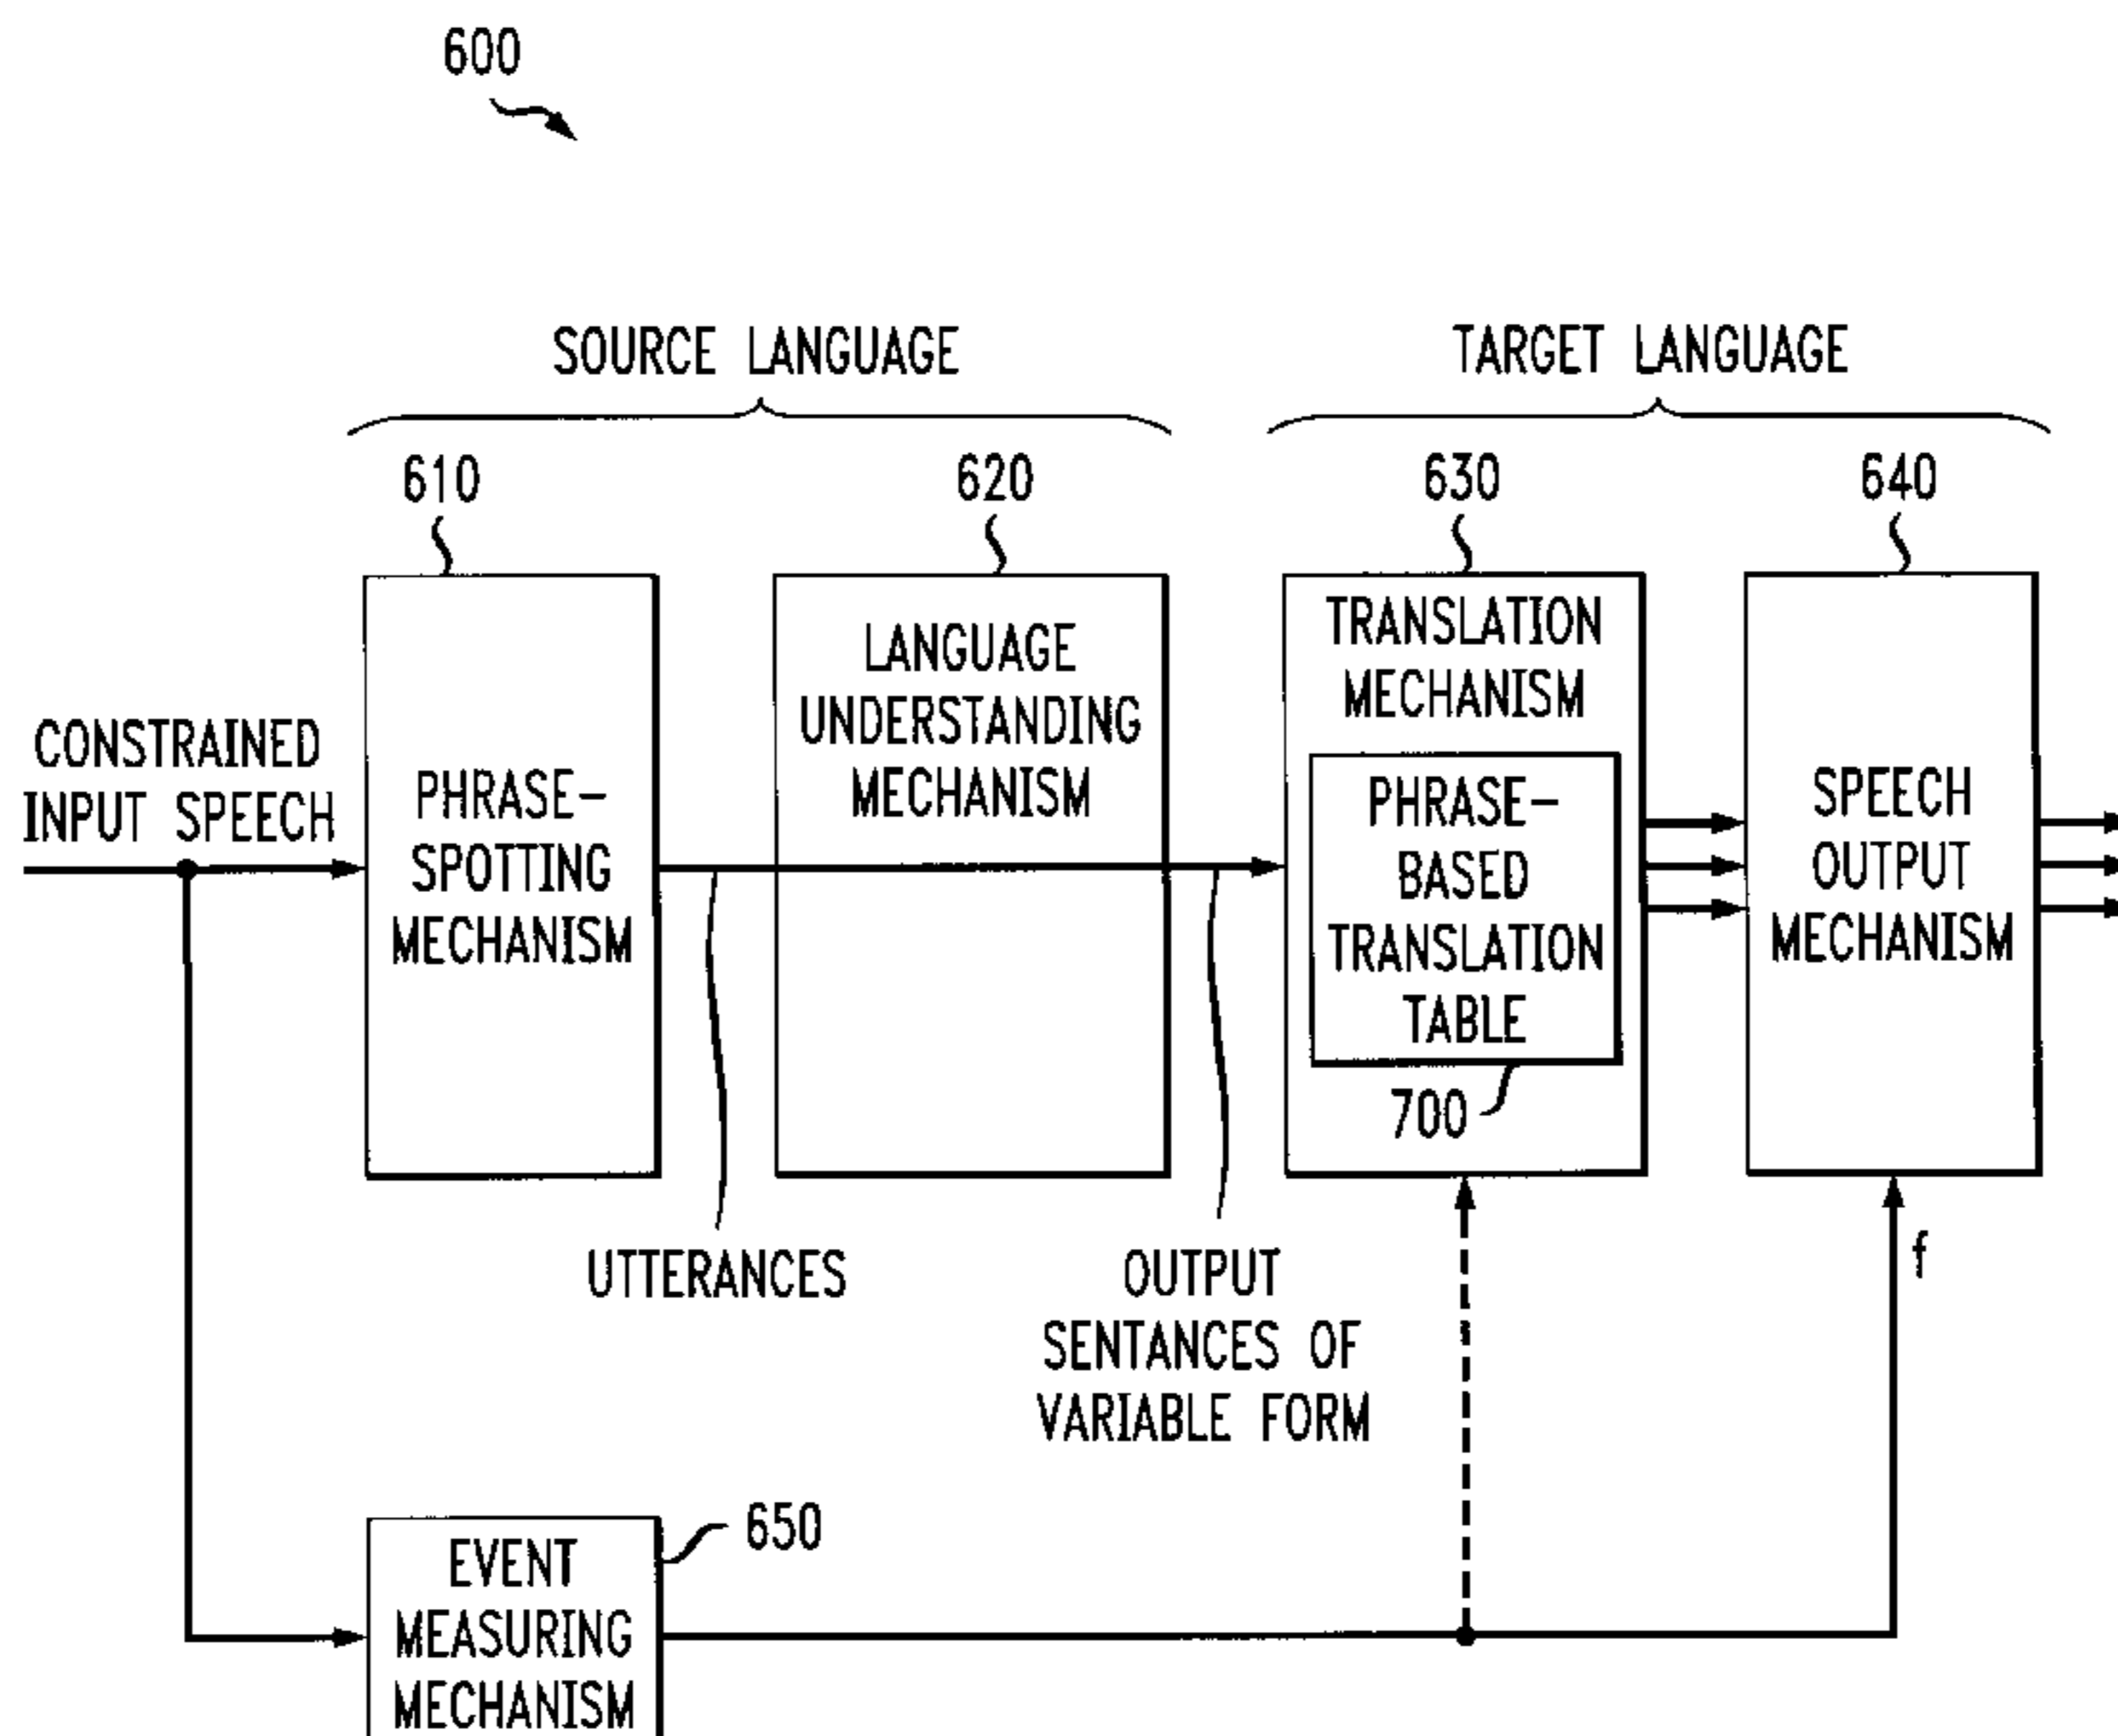 600
SOURCE LANGUAGE
TARGET LANGUAGE
610
620
630
640
CONSTRAINED
INPUT SPEECH
PHRASE-
SPOTTING
MECHANISM
LANGUAGE
UNDERSTANDING
MECHANISM
TRANSLATION
MECHANISM
PHRASE-
BASED
TRANSLATION
TABLE
700
SPEECH
OUTPUT
MECHANISM
UTTERANCES
OUTPUT
SENTANCES OF
VARIABLE FORM
f
650
EVENT
MEASURING
MECHANISM